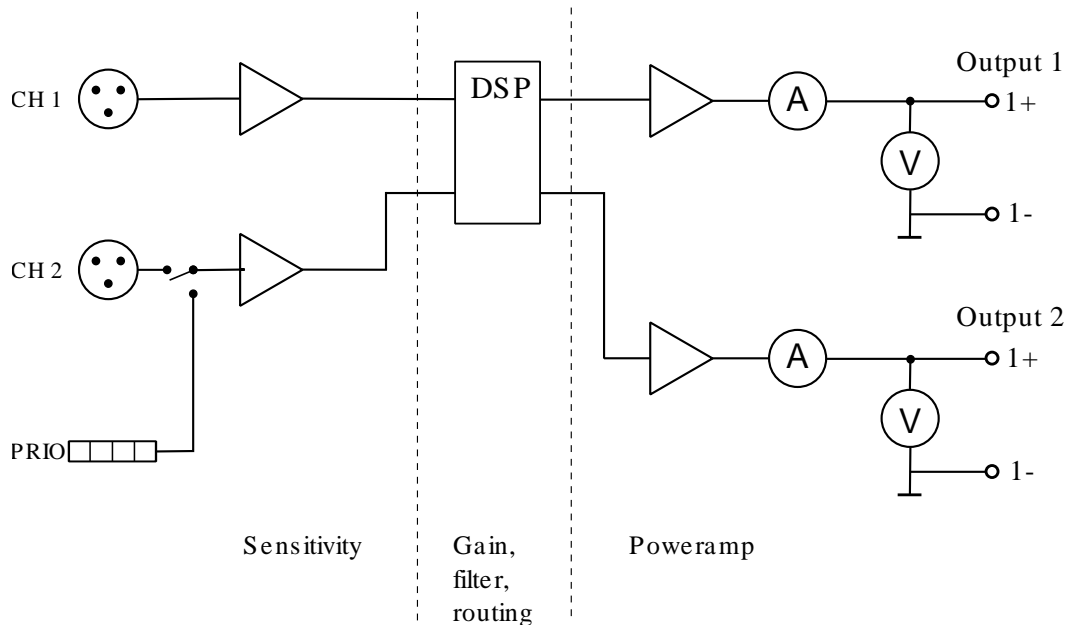 CH 1
DSP
A
Output 1
1+
V
1-
CH 2
PRIO
A
Output 2
1+
V
1-
Sensitivity
Gain,
filter,
routing
Poweramp